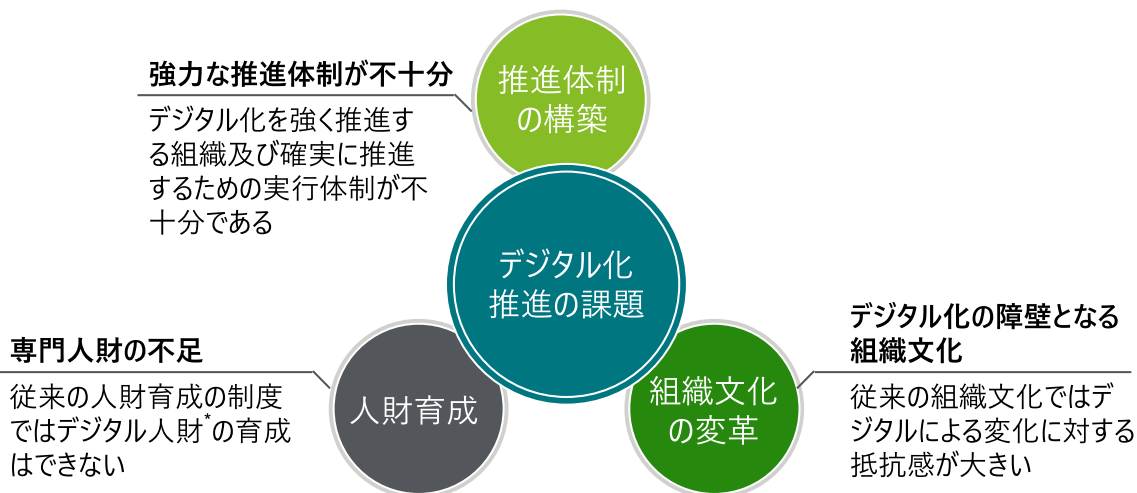 強力な推進体制が不十分
デジタル化を強く推進す
る組織及び確実に推進
するための実行体制が不
十分である
推進体制
の構築
デジタル化
推進の課題
専門人財の不足
従来の人財育成の制度
ではデジタル人財*の育成
はできない
人財育成
組織文化
の変革
デジタル化の障壁となる
組織文化
従来の組織文化ではデ
ジタルによる変化に対する
抵抗感が大きい